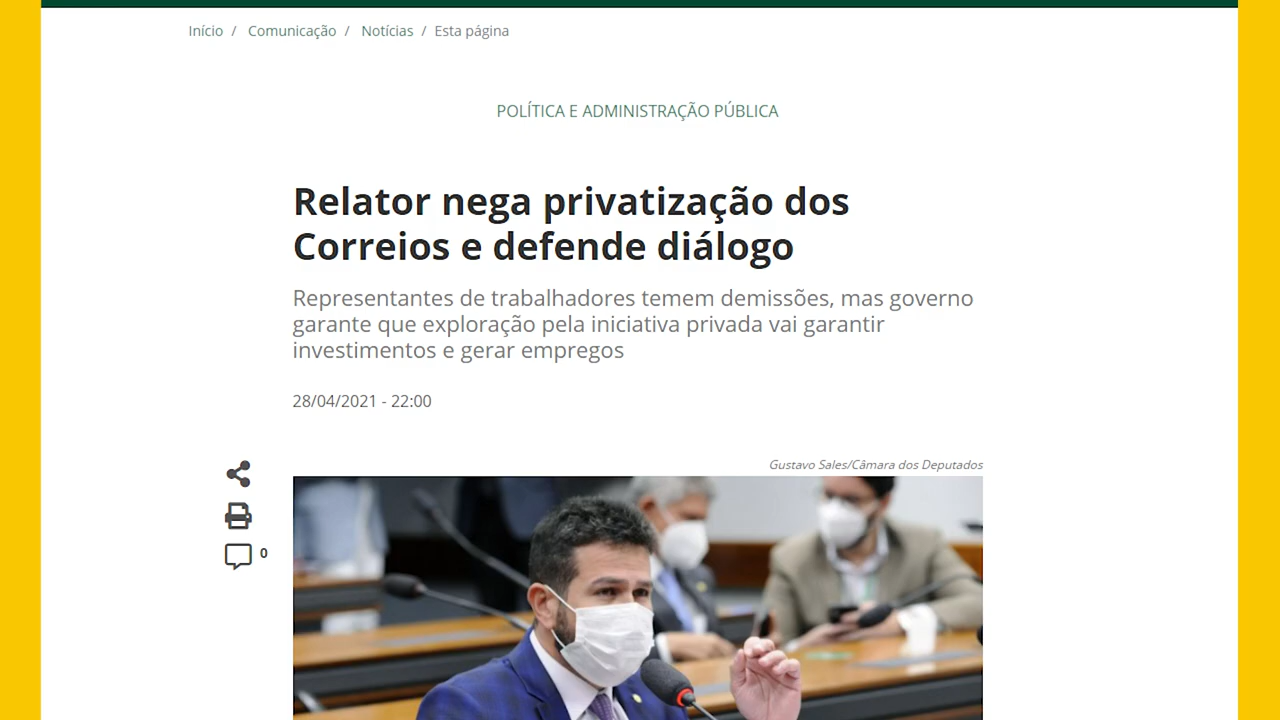 Início / Comunicação / Notícias / Esta página
POLÍTICA E ADMINISTRAÇÃO PÚBLICA
Relator nega privatização dos
Correios e defende diálogo
Representantes de trabalhadores temem demissões, mas governo
garante que exploração pela iniciativa privada vai garantir
investimentos e gerar empregos
28/04/2021 - 22:00
Gustavo Sales/Câmara dos Deputados
0